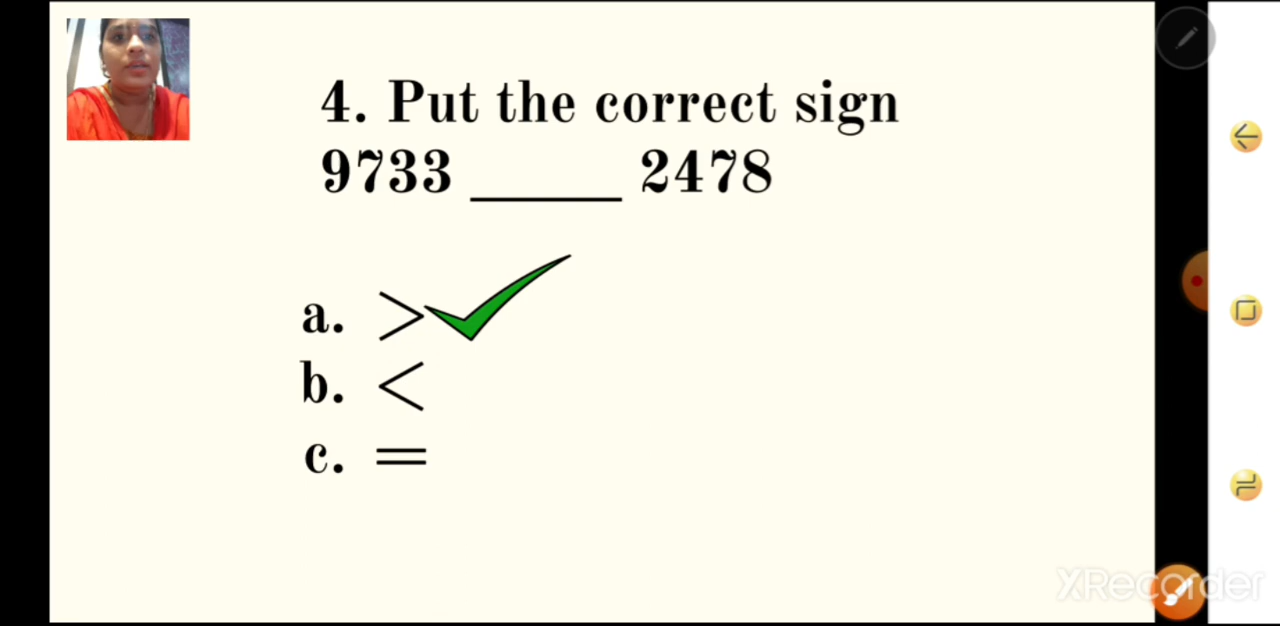 4. Put the correct sign
9733 _____ 2478
a. >
b. <
c. =
XRecorder